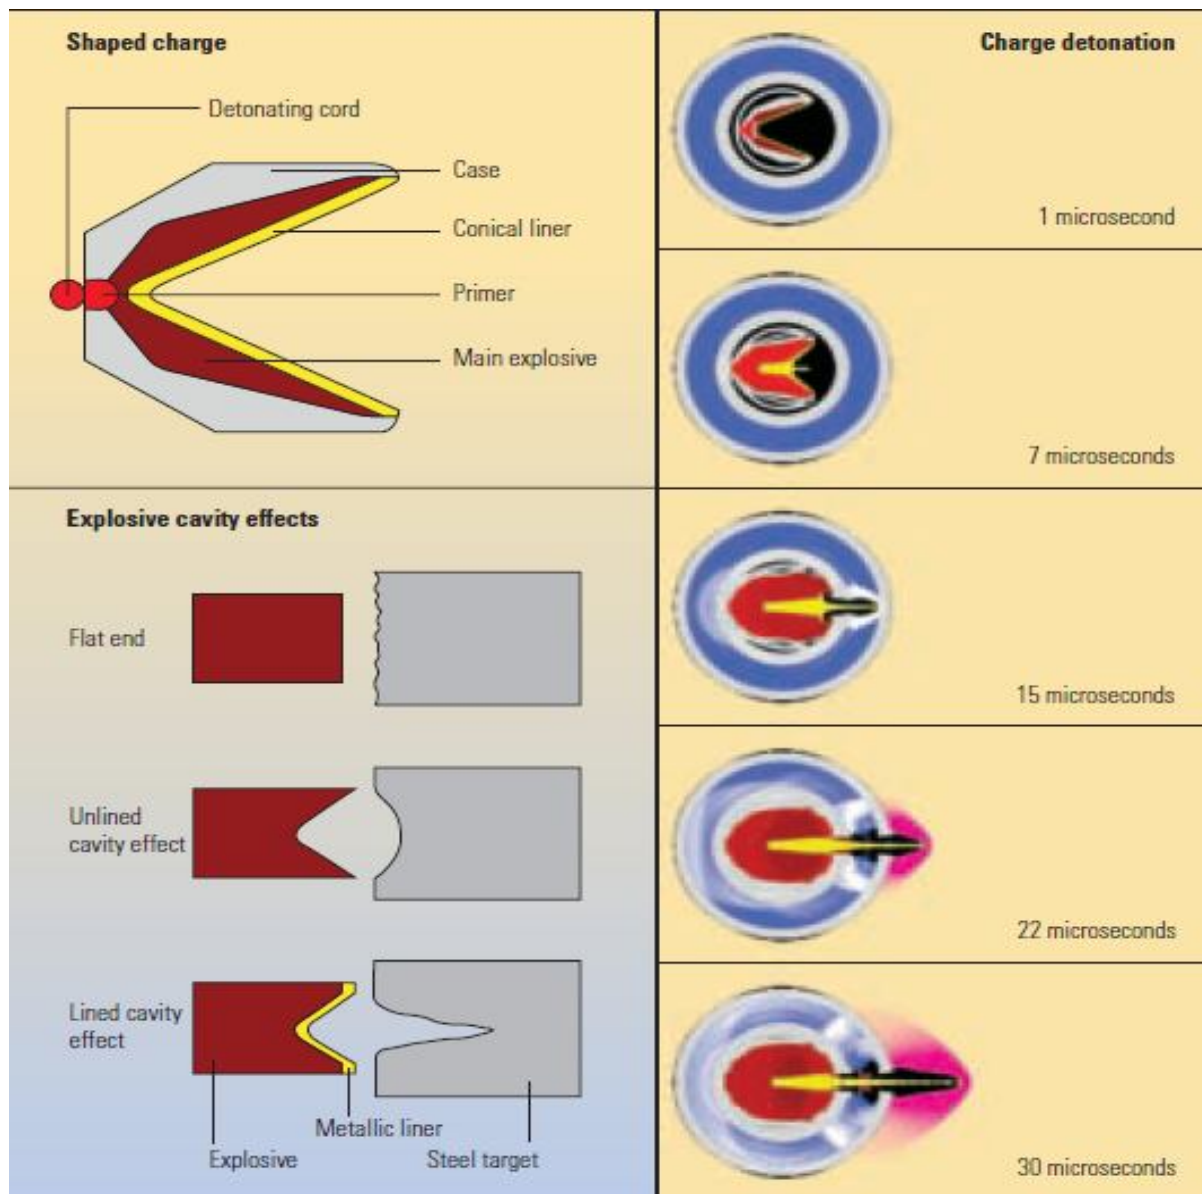 Shaped charge
Detonating cord
Case
Conical liner
Primer
Main explosive
Explosive cavity effects
Flat end
Unlined
cavity effect
Lined cavity
effect
Metallic liner
Explosive
Steel target
Charge detonation
1 microsecond
7 microseconds
15 microseconds
22 microseconds
30 microseconds